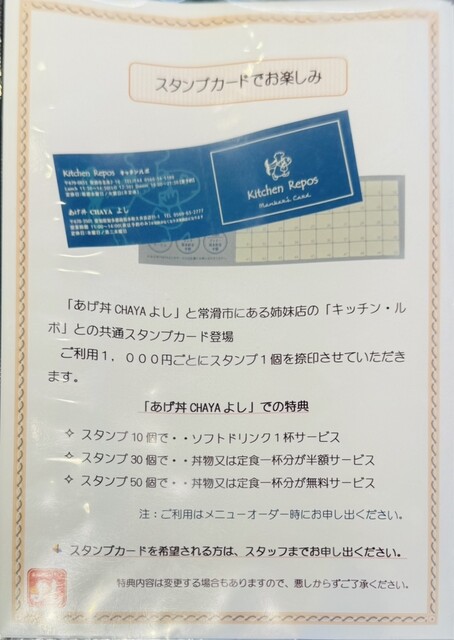 スタンプカードでお楽しみ
Kitchen Repos キッチンルポ
あげ丼 CHAYA よし
Kitchen Repos
Members Card
「あげ丼 CHAYA よし」と常滑市にある姉妹店の「キッチン・ル
ポ」との共通スタンプカード登場
ご利用１，０００円ごとにスタンプ１個を捺印させていただき
ます。
「あげ丼 CHAYA よし」での特典
✧ スタンプ 10 個で・・ソフトドリンク１杯サービス
✧ スタンプ 30 個で・・丼物又は定食一杯分が半額サービス
✧ スタンプ 50 個で・・丼物又は定食一杯分が無料サービス
注：ご利用はメニューオーダー時にお申し出ください。
スタンプカードを希望される方は、スタッフまでお申し出ください。
特典内容は変更する場合もありますので、悪しからずご了承ください。